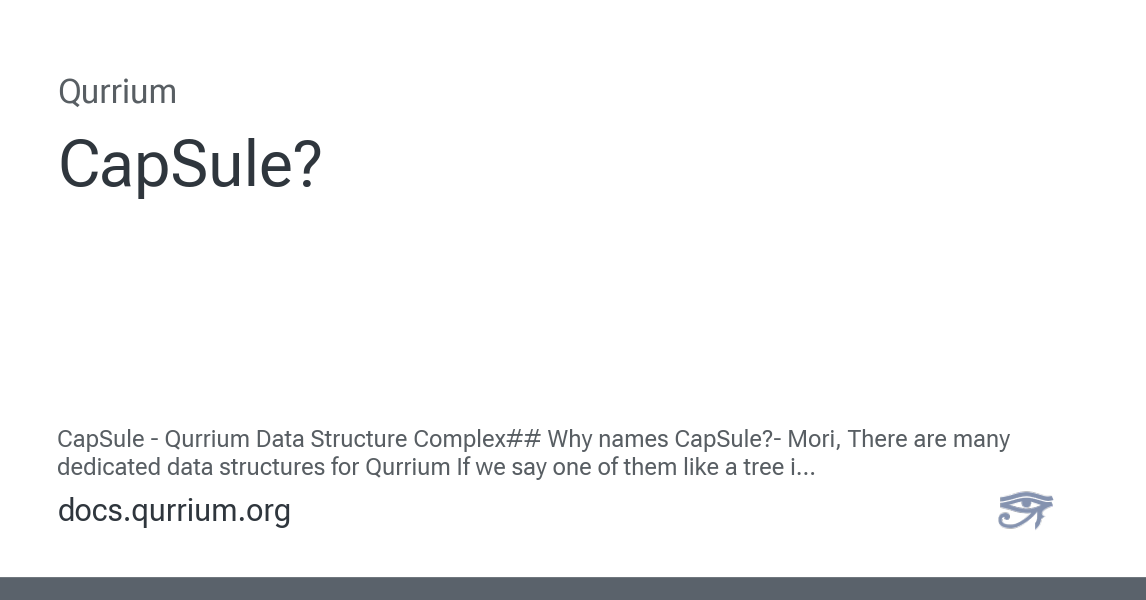 Qurrium
CapSule?
CapSule - Qurrium Data Structure Complex## Why names CapSule?- Mori, There are many
dedicated data structures for Qurrium If we say one of them like a tree i...
docs.qurrium.org